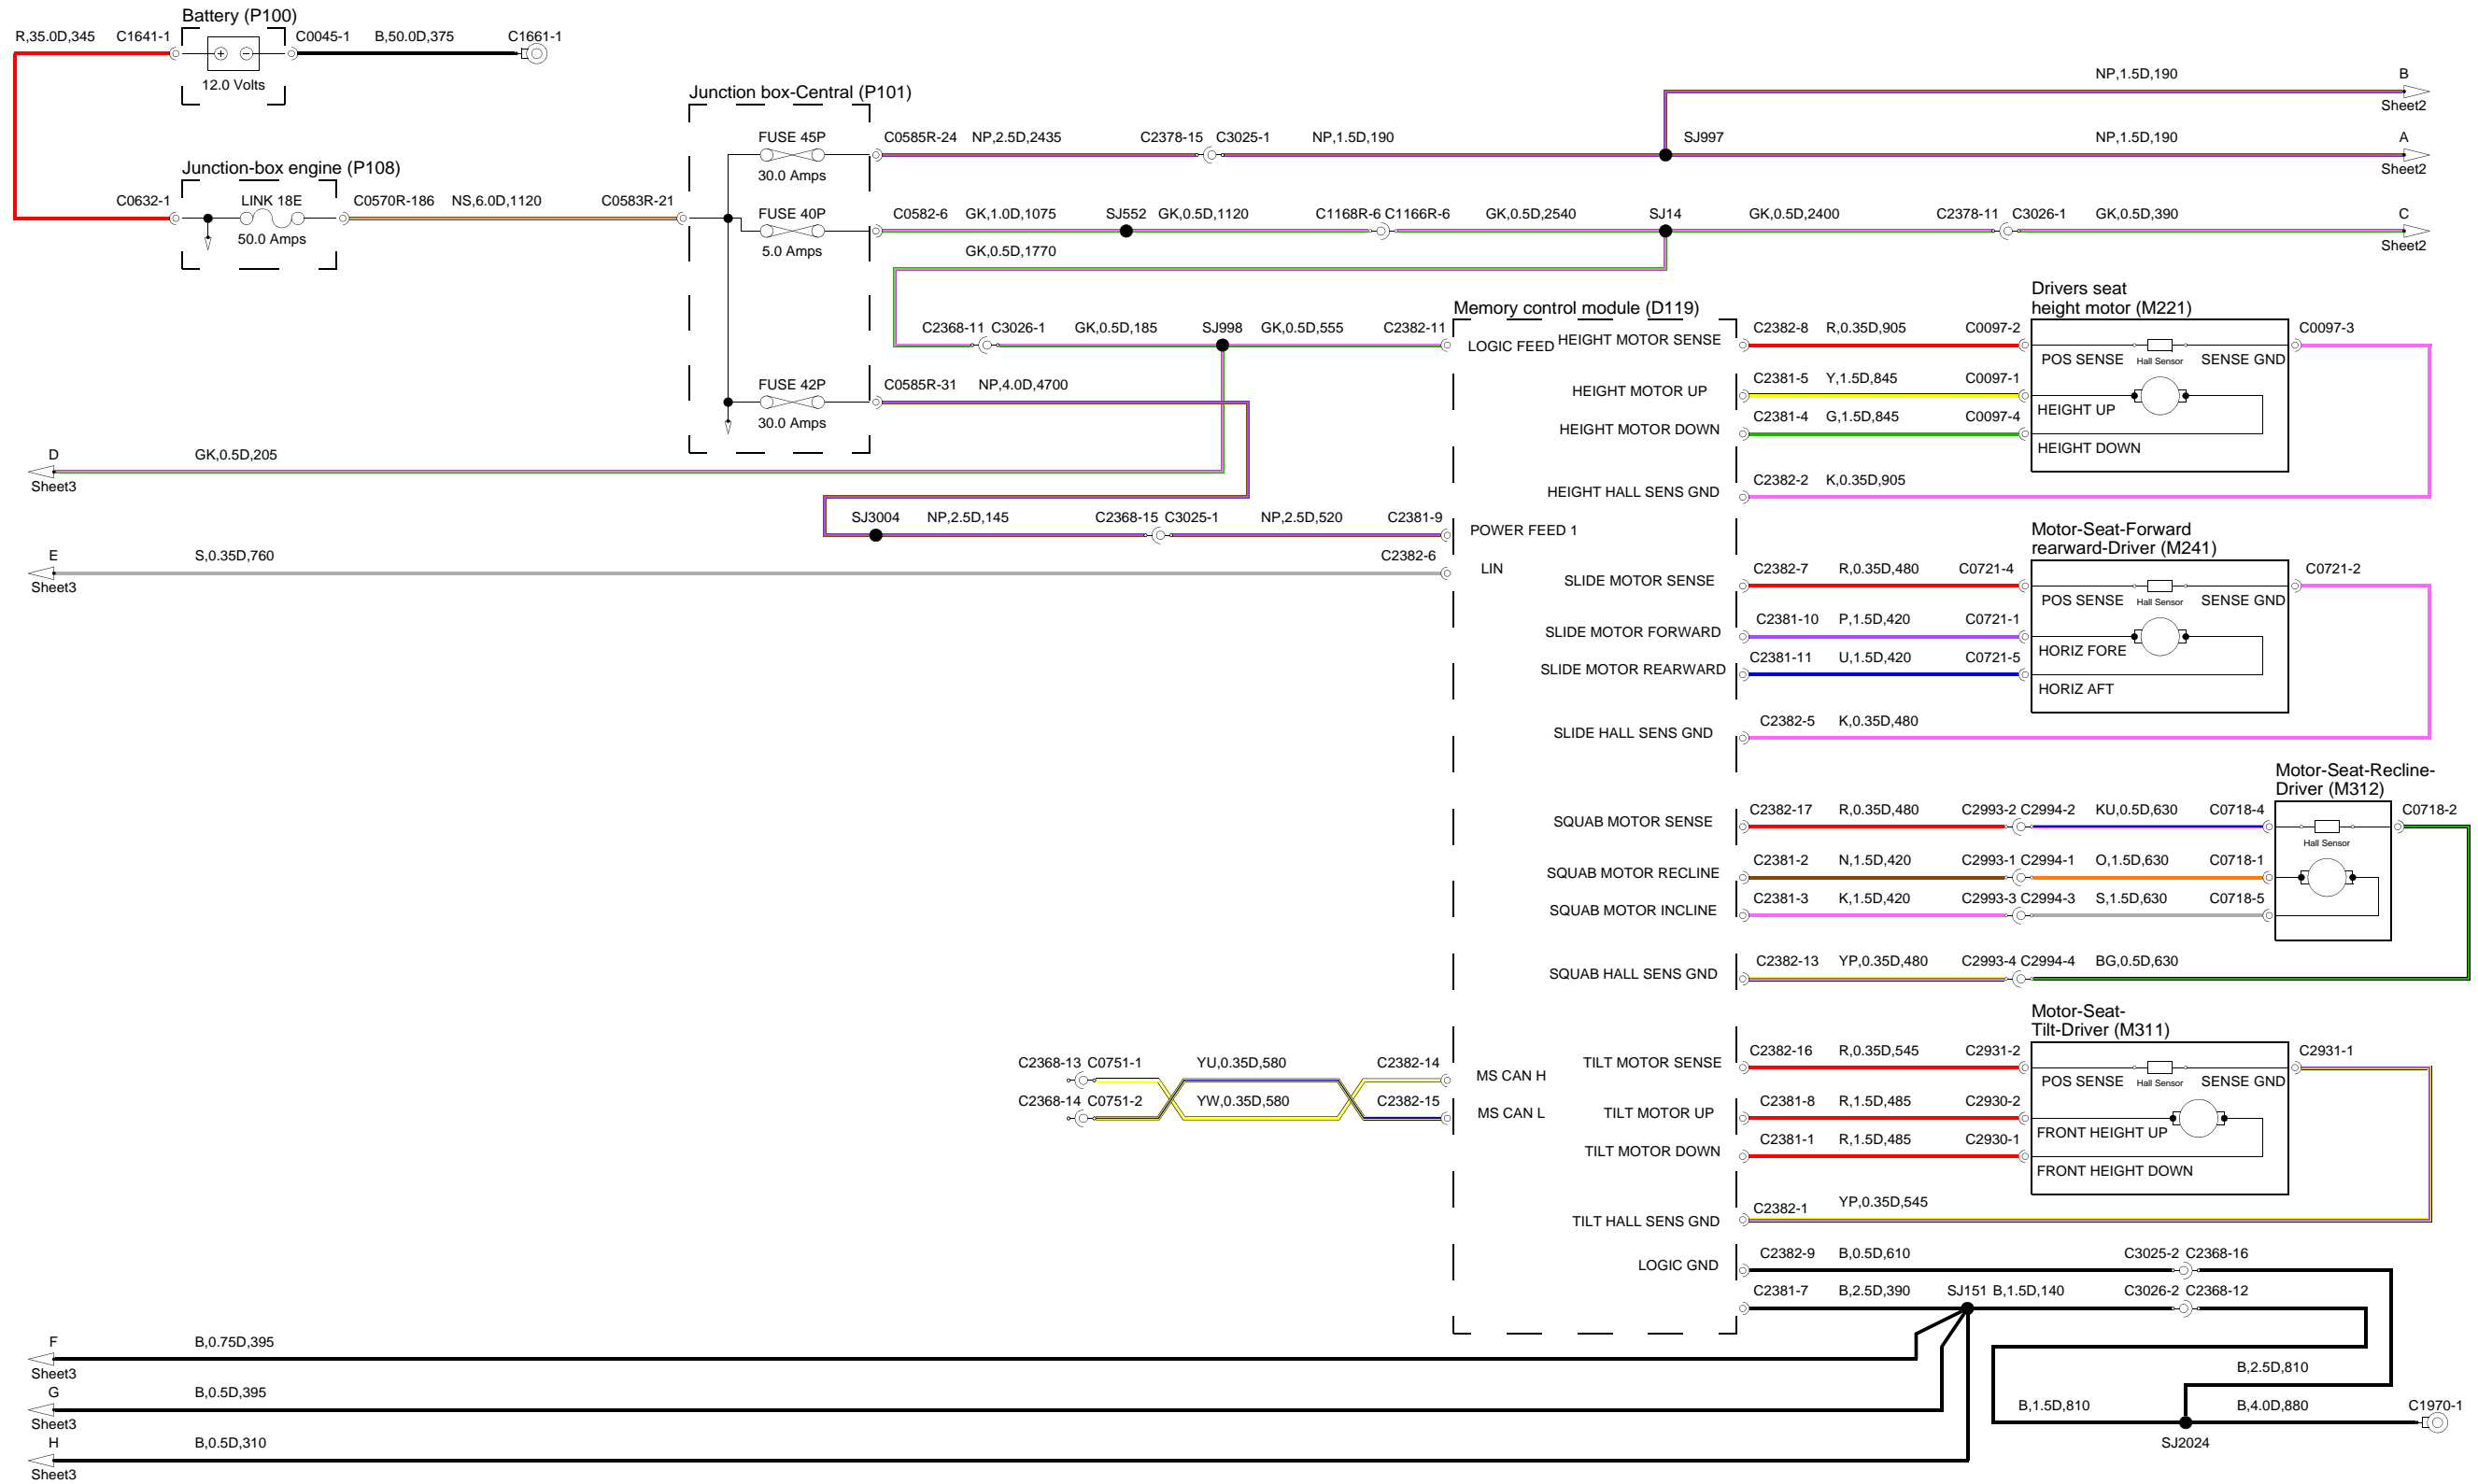 Battery (P100)
R,35.0D,345 C1641-1 C0045-1 B,50.0D,375 C1661-1
12.0 Volts
NP,1.5D,190 B
Sheet2
Junction box-Central (P101)
FUSE 45P C0585R-24 NP,2.5D,2435 C2378-15 C3025-1 NP,1.5D,190 SJ997 NP,1.5D,190 A
30.0 Amps Sheet2
Junction-box engine (P108)
C0632-1 LINK 18E C0570R-186 NS,6.0D,1120 C0583R-21
50.0 Amps
FUSE 40P C0582-6 GK,1.0D,1075 SJ552 GK,0.5D,1120 C1168R-6 C1166R-6 GK,0.5D,2540 SJ14 GK,0.5D,2400 C2378-11 C3026-1 GK,0.5D,390 C
5.0 Amps GK,0.5D,1770 Sheet2
Drivers seat
height motor (M221)
Memory control module (D119)
C2368-11 C3026-1 GK,0.5D,185 SJ998 GK,0.5D,555 C2382-11 C2382-8 R,0.35D,905 C0097-2 C0097-3
LOGIC FEED HEIGHT MOTOR SENSE
POS SENSE Hall Sensor SENSE GND
FUSE 42P C0585R-31 NP,4.0D,4700 HEIGHT MOTOR UP C2381-5 Y,1.5D,845 C0097-1
30.0 Amps HEIGHT UP
HEIGHT MOTOR DOWN C2381-4 G,1.5D,845 C0097-4
HEIGHT DOWN
D GK,0.5D,205
Sheet3
HEIGHT HALL SENS GND C2382-2 K,0.35D,905
SJ3004 NP,2.5D,145 C2368-15 C3025-1 NP,2.5D,520 C2381-9
POWER FEED 1
Motor-Seat-Forward
rearward-Driver (M241)
E S,0.35D,760 C2382-6
Sheet3 LIN
SLIDE MOTOR SENSE C2382-7 R,0.35D,480 C0721-4 C0721-2
POS SENSE Hall Sensor SENSE GND
SLIDE MOTOR FORWARD C2381-10 P,1.5D,420 C0721-1
HORIZ FORE
SLIDE MOTOR REARWARD C2381-11 U,1.5D,420 C0721-5
HORIZ AFT
SLIDE HALL SENS GND C2382-5 K,0.35D,480
Motor-Seat-Recline-
Driver (M312)
SQUAB MOTOR SENSE C2382-17 R,0.35D,480 C2993-2 C2994-2 KU,0.5D,630 C0718-4 C0718-2
Hall Sensor
SQUAB MOTOR RECLINE C2381-2 N,1.5D,420 C2993-1 C2994-1 O,1.5D,630 C0718-1
SQUAB MOTOR INCLINE C2381-3 K,1.5D,420 C2993-3 C2994-3 S,1.5D,630 C0718-5
SQUAB HALL SENS GND C2382-13 YP,0.35D,480 C2993-4 C2994-4 BG,0.5D,630
Motor-Seat-
Tilt-Driver (M311)
C2368-13 C0751-1 YU,0.35D,580 C2382-14
MS CAN H
TILT MOTOR SENSE C2382-16 R,0.35D,545 C2931-2 C2931-1
POS SENSE Hall Sensor SENSE GND
C2368-14 C0751-2 YW,0.35D,580 C2382-15
MS CAN L
TILT MOTOR UP C2381-8 R,1.5D,485 C2930-2
FRONT HEIGHT UP
TILT MOTOR DOWN C2381-1 R,1.5D,485 C2930-1
FRONT HEIGHT DOWN
TILT HALL SENS GND C2382-1 YP,0.35D,545
LOGIC GND C2382-9 B,0.5D,610 C3025-2 C2368-16
C2381-7 B,2.5D,390 SJ151 B,1.5D,140 C3026-2 C2368-12
F B,0.75D,395
Sheet3
B,2.5D,810
G B,0.5D,395
Sheet3
B,1.5D,810 B,4.0D,880 C1970-1
SJ2024
H B,0.5D,310
Sheet3